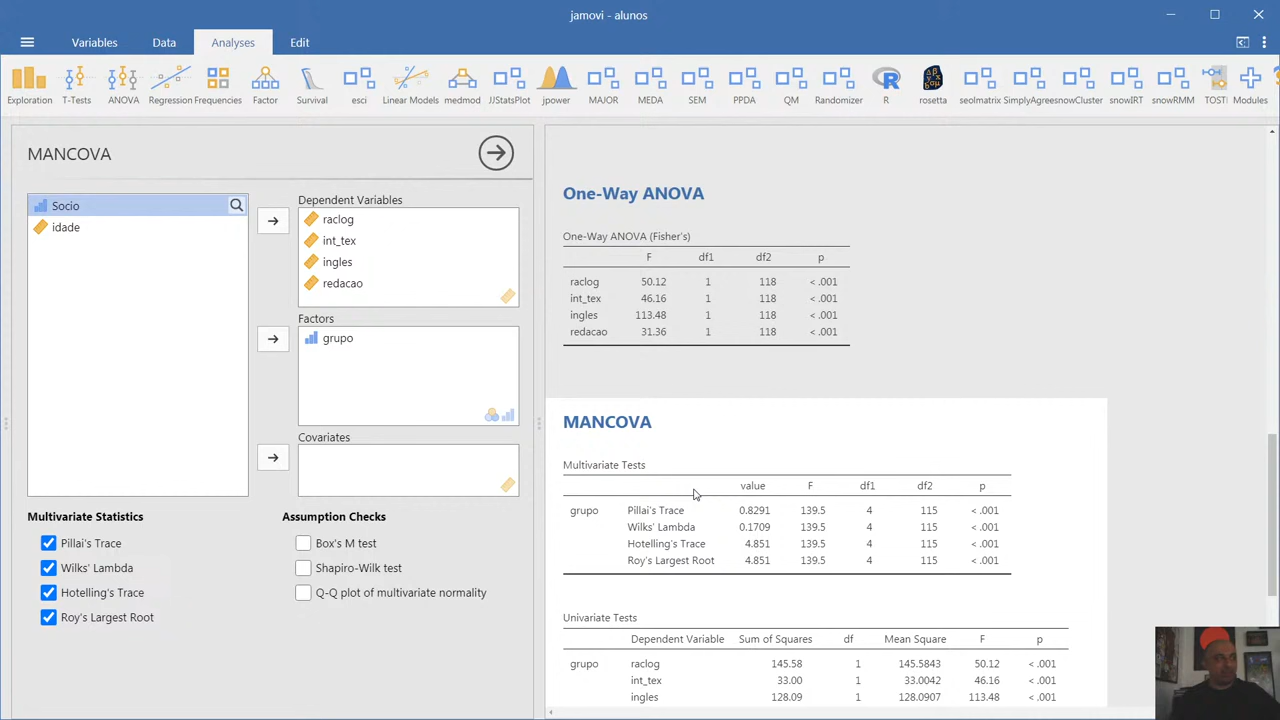 jamovi - alunos
Variables Data Analyses Edit
Exploration T-Tests ANOVA Regression Frequencies Factor Survival esci Linear Models medmod JJStatsPlot jpower MAJOR MEDA SEM PPDA QM Randomizer R rosetta seolmatrix SimplyAgree snowCluster snowIRT snowRMM TOSTER Modules
MANCOVA
Socio
idade
Dependent Variables
raclog
int_tex
ingles
redacao
Factors
grupo
Covariates
Multivariate Statistics
Pillai's Trace
Wilks' Lambda
Hotelling's Trace
Roy's Largest Root
Assumption Checks
Box's M test
Shapiro-Wilk test
Q-Q plot of multivariate normality
One-Way ANOVA
One-Way ANOVA (Fisher's)
F df1 df2 p
raclog 50.12 1 118 < .001
int_tex 46.16 1 118 < .001
ingles 113.48 1 118 < .001
redacao 31.36 1 118 < .001
MANCOVA
Multivariate Tests
value F df1 df2 p
grupo Pillai's Trace 0.8291 139.5 4 115 < .001
Wilks' Lambda 0.1709 139.5 4 115 < .001
Hotelling's Trace 4.851 139.5 4 115 < .001
Roy's Largest Root 4.851 139.5 4 115 < .001
Univariate Tests
Dependent Variable Sum of Squares df Mean Square F p
grupo raclog 145.58 1 145.5843 50.12 < .001
int_tex 33.00 1 33.0042 46.16 < .001
ingles 128.09 1 128.0907 113.48 < .001